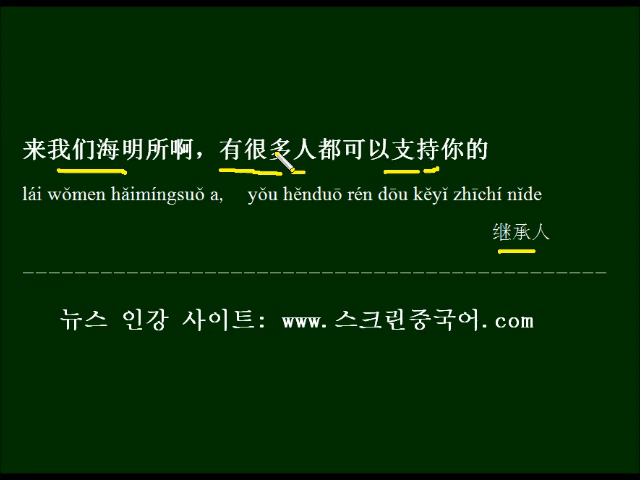 来我们海明所啊，有很多人都可以支持你的
lái wǒmen hǎimíngsuǒ a, yǒu hěnduō rén dōu kěyǐ zhīchí nǐde
继承人
뉴스 인강 사이트: www.스크린중국어.com